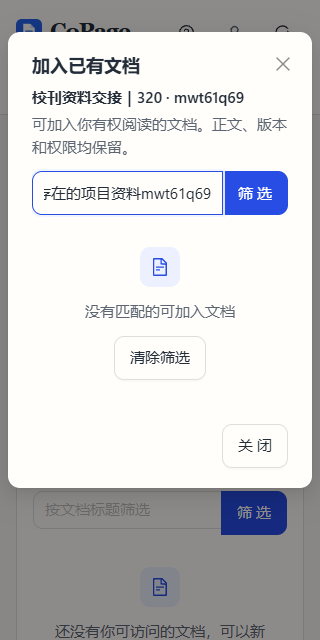 CoPage
加入已有文档
校刊资料交接 | 320 · mwt61q69
可加入你有权阅读的文档。正文、版本
和权限均保留。
在的项目资料mwt61q69
筛 选
没有匹配的可加入文档
清除筛选
关 闭
按文档标题筛选
筛 选
还没有你可访问的文档，可以新